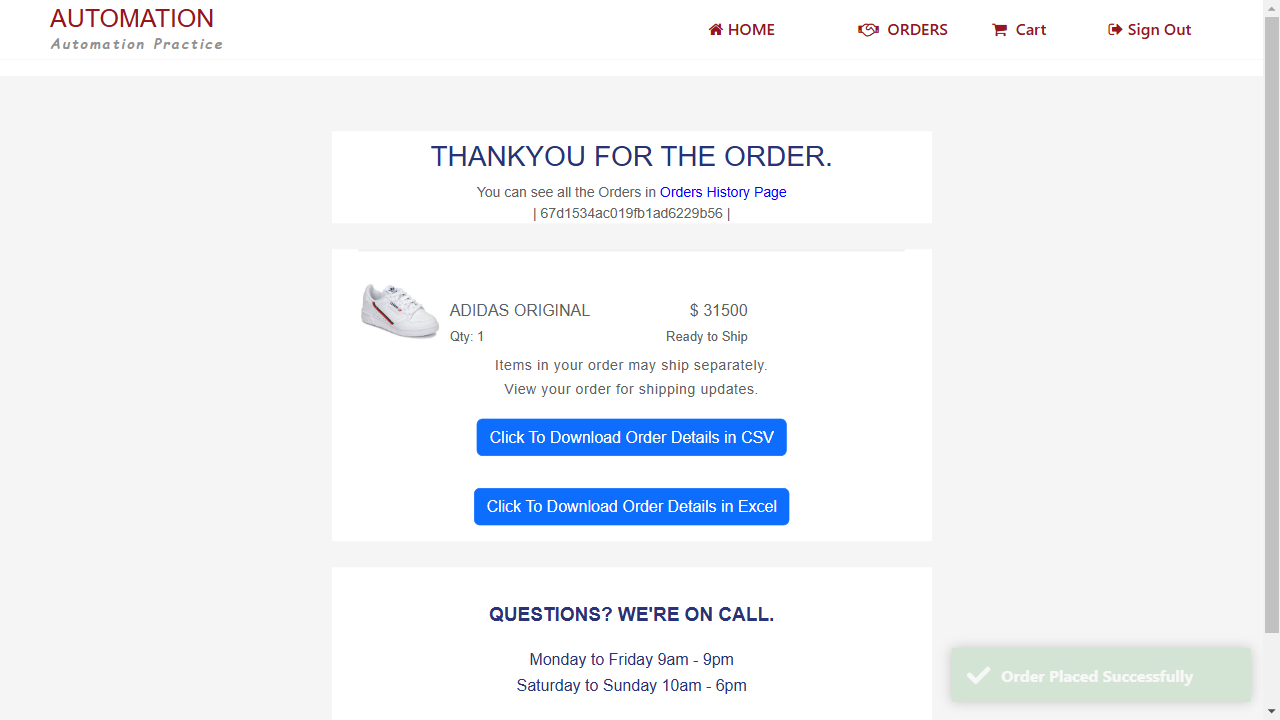 AUTOMATION
Automation Practice
HOME
ORDERS
Cart
Sign Out
THANKYOU FOR THE ORDER.
You can see all the Orders in Orders History Page
| 67d1534ac019fb1ad6229b56 |
ADIDAS ORIGINAL
$ 31500
Qty: 1
Ready to Ship
Items in your order may ship separately.
View your order for shipping updates.
Click To Download Order Details in CSV
Click To Download Order Details in Excel
QUESTIONS? WE'RE ON CALL.
Monday to Friday 9am - 9pm
Saturday to Sunday 10am - 6pm
Order Placed Successfully